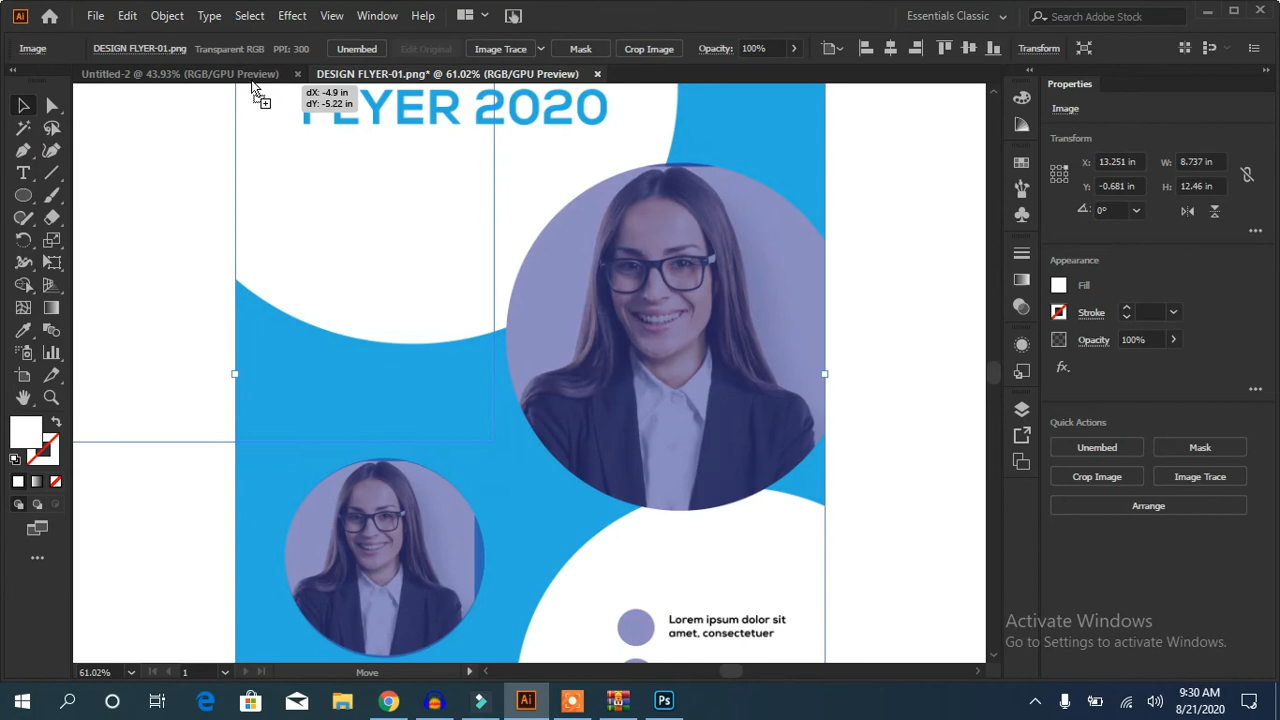 Ai File Edit Object Type Select Effect View Window Help Essentials Classic Search Adobe Stock
Image DESIGN FLYER-01.png Transparent RGB PPI: 300 Unembed Edit Original Image Trace Mask Crop Image Opacity: 100% Transform
Untitled-2 @ 43.93% (RGB/GPU Preview) DESIGN FLYER-01.png* @ 61.02% (RGB/GPU Preview)
dX: -4.9 in
dY: -5.22 in
FLYER 2020
Lorem ipsum dolor sit
amet, consectetuer
Properties
Image
Transform
X: 13.251 in W: 8.737 in
Y: -0.681 in H: 12.46 in
0°
Appearance
Fill
Stroke
Opacity 100%
fx.
Quick Actions
Unembed Mask
Crop Image Image Trace
Arrange
Activate Windows
Go to Settings to activate Windows.
61.02% 1 Move
Ai Ps
9:30 AM
8/21/2020